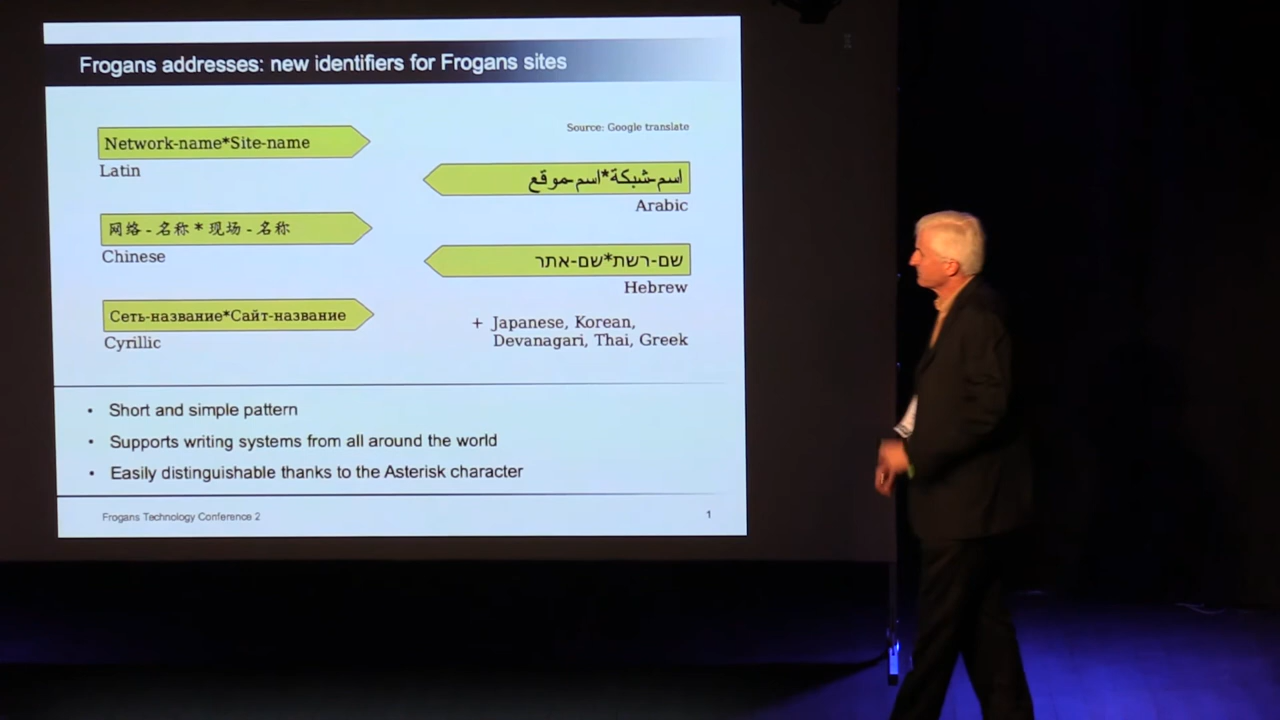 Frogans addresses: new identifiers for Frogans sites
Network-name*Site-name
Latin
网络 - 名称 * 现场 - 名称
Chinese
Сеть-название*Сайт-название
Cyrillic
Source: Google translate
اسم-شبكة*اسم-موقع
Arabic
שם-רשת*שם-אתר
Hebrew
+ Japanese, Korean,
Devanagari, Thai, Greek
• Short and simple pattern
• Supports writing systems from all around the world
• Easily distinguishable thanks to the Asterisk character
Frogans Technology Conference 2
1